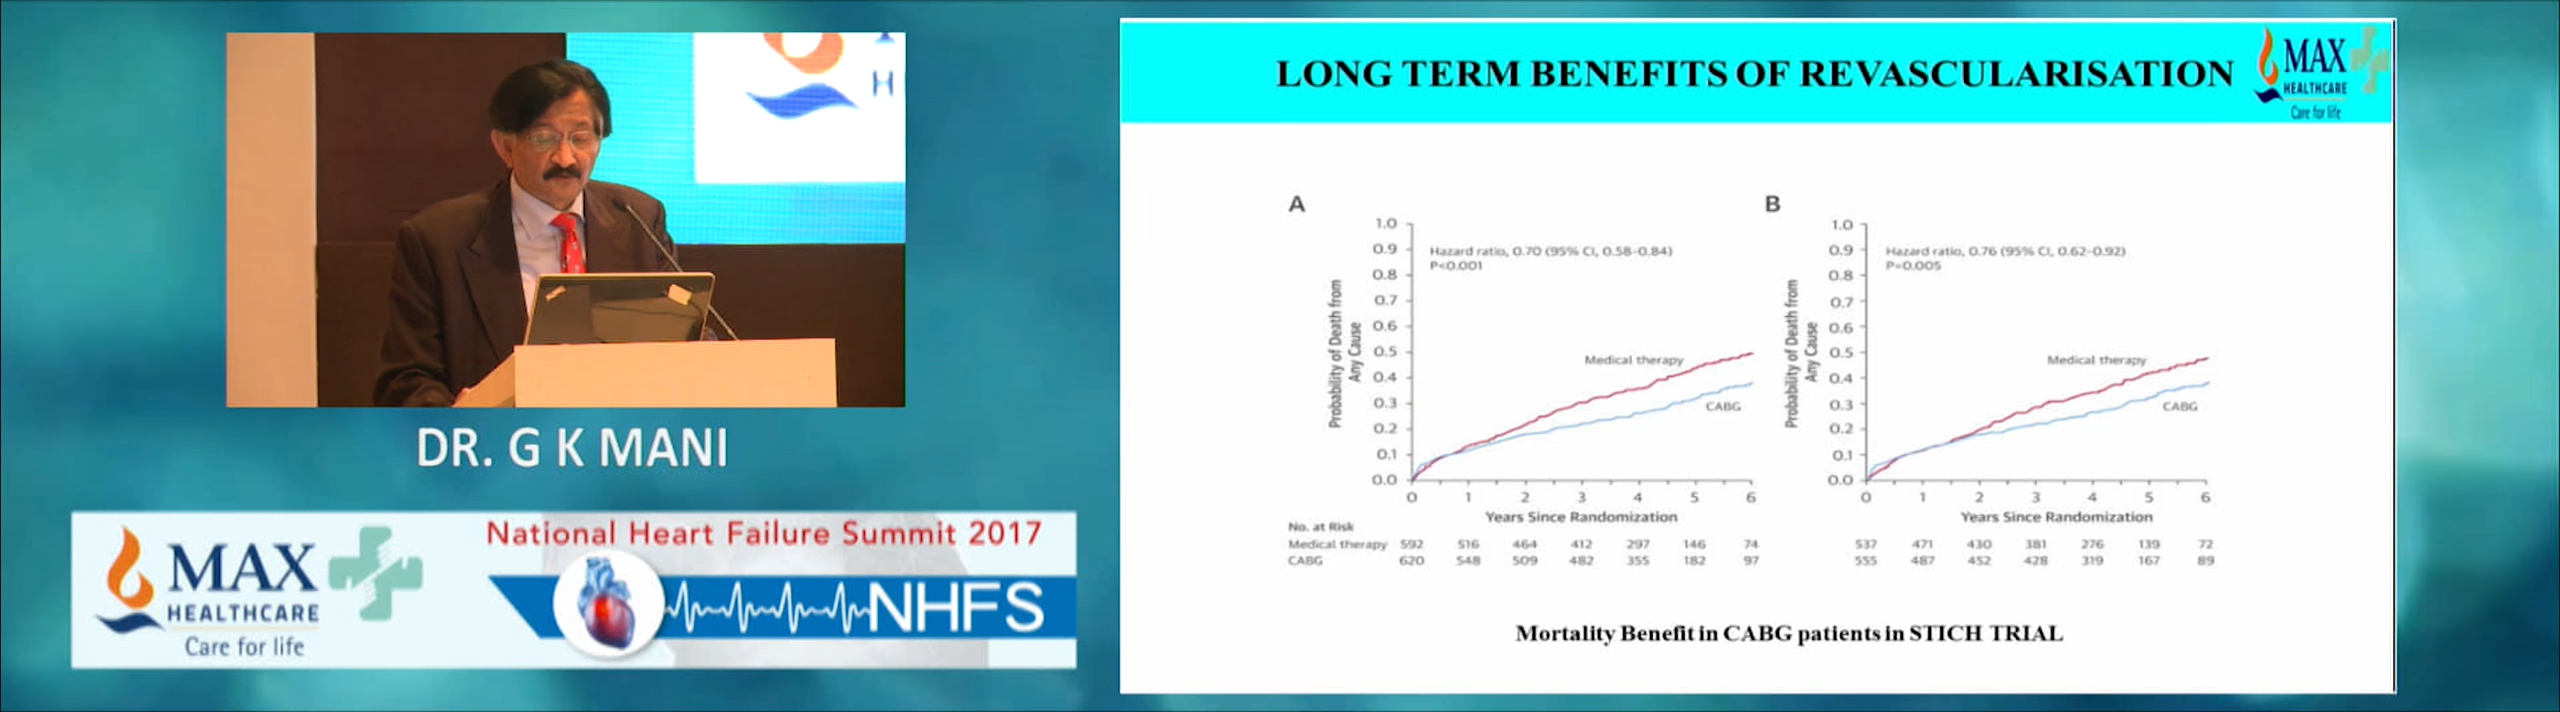 H
DR. G K MANI
MAX
HEALTHCARE
Care for life
National Heart Failure Summit 2017
NHFS
LONG TERM BENEFITS OF REVASCULARISATION
MAX
HEALTHCARE
Care for life
A
Hazard ratio, 0.70 (95% CI, 0.58-0.84)
P<0.001
Probability of Death from
Any Cause
1.0
0.9
0.8
0.7
0.6
0.5
0.4
0.3
0.2
0.1
0.0
Medical therapy
CABG
0 1 2 3 4 5 6
Years Since Randomization
No. at Risk
Medical therapy 592 516 464 412 297 146 74
CABG 620 548 509 482 355 182 97
B
Hazard ratio, 0.76 (95% CI, 0.62-0.92)
P=0.005
Probability of Death from
Any Cause
1.0
0.9
0.8
0.7
0.6
0.5
0.4
0.3
0.2
0.1
0.0
Medical therapy
CABG
0 1 2 3 4 5 6
Years Since Randomization
537 471 430 381 276 139 72
555 487 452 428 319 167 89
Mortality Benefit in CABG patients in STICH TRIAL